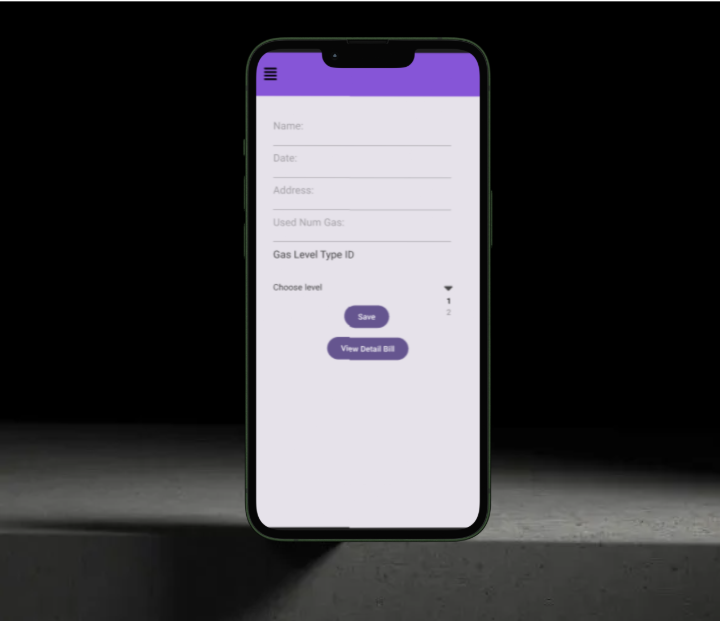 Name:
Date:
Address:
Used Num Gas:
Gas Level Type ID
Choose level
1
2
Save
View Detail Bill